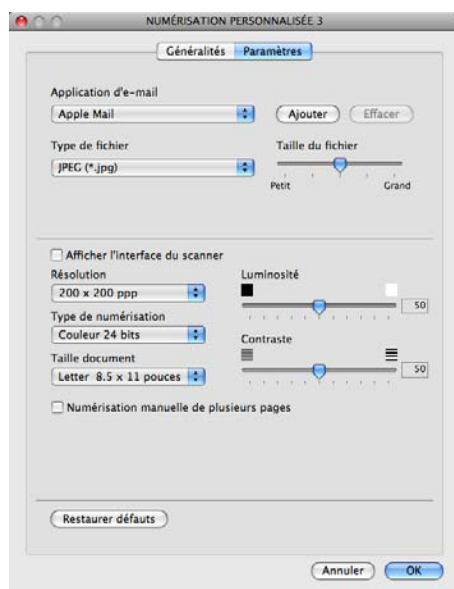 NUMÉRISATION PERSONNALISÉE 3
Généralités Paramètres
Application d'e-mail
Apple Mail Ajouter Effacer
Type de fichier Taille du fichier
JPEG (*.jpg)
Petit Grand
Afficher l'interface du scanner
Résolution Luminosité
200 x 200 ppp 50
Type de numérisation
Couleur 24 bits
Contraste
Taille document
Letter 8.5 x 11 pouces 50
Numérisation manuelle de plusieurs pages
Restaurer défauts
Annuler OK